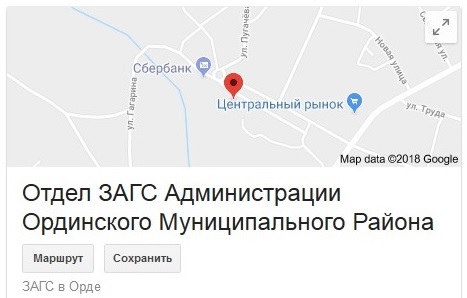 ул. Пугачёва
Новая улица
Сбербанк
ул. Гагарина
Центральный рынок
ул. Труда
Map data ©2018 Google
Отдел ЗАГС Администрации
Ординского Муниципального Района
Маршрут
Сохранить
ЗАГС в Орде